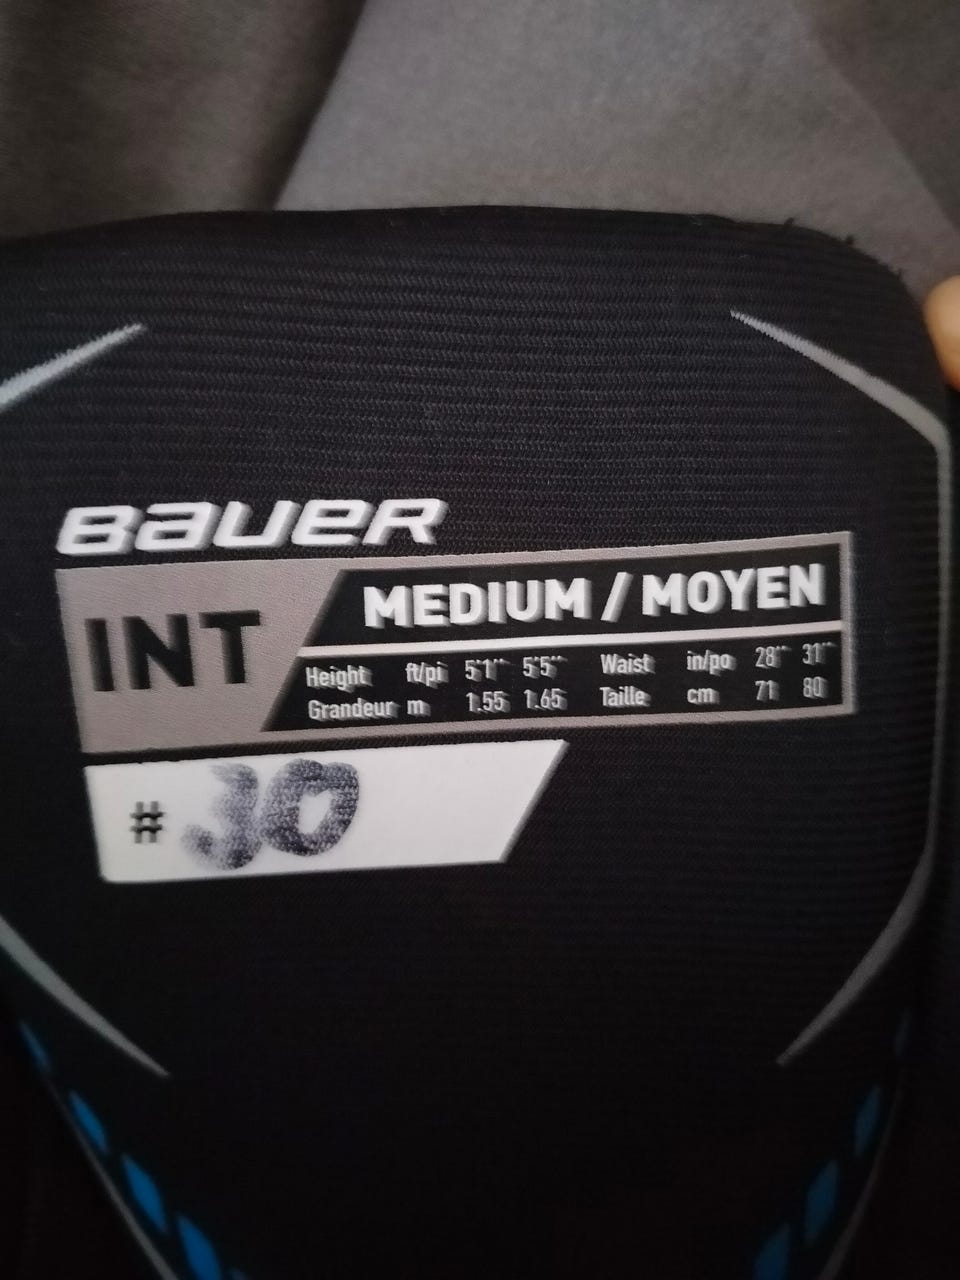 BAUER
INT
MEDIUM / MOYEN
Height ft/pi 5'1'' 5'5'' Waist in/po 28'' 31''
Grandeur m 1.55 1.65 Taille cm 71 80
# 30